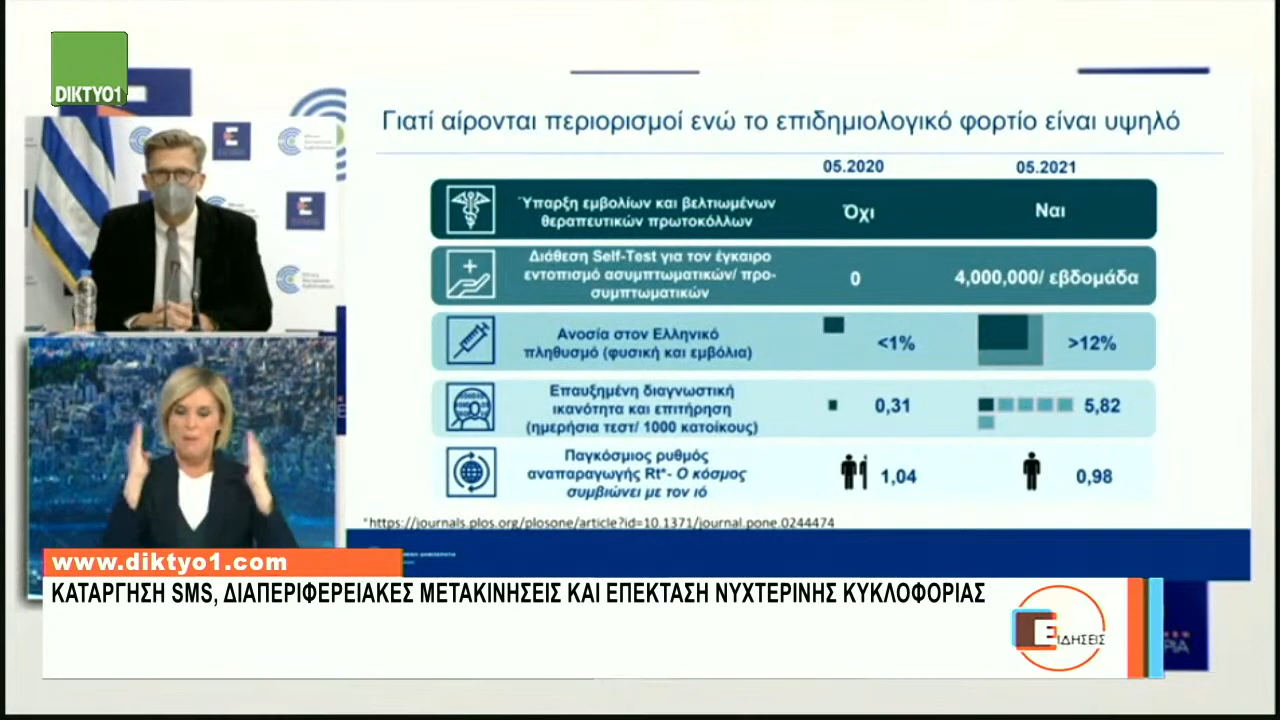 ΔΙΚΤΥΟ1
Γιατί αίρονται περιορισμοί ενώ το επιδημιολογικό φορτίο είναι υψηλό
05.2020
05.2021
Ύπαρξη εμβολίων και βελτιωμένων
θεραπευτικών πρωτοκόλλων
Όχι
Ναι
Διάθεση Self-Test για τον έγκαιρο
εντοπισμό ασυμπτωματικών/ προ-
συμπτωματικών
0
4,000,000/ εβδομάδα
Ανοσία στον Ελληνικό
πληθυσμό (φυσική και εμβόλια)
<1%
>12%
Επαυξημένη διαγνωστική
ικανότητα και επιτήρηση
(ημερήσια τεστ/ 1000 κατοίκους)
0,31
5,82
Παγκόσμιος ρυθμός
αναπαραγωγής Rt*- Ο κόσμος
συμβιώνει με τον ιό
1,04
0,98
*https://journals.plos.org/plosone/article?id=10.1371/journal.pone.0244474
www.diktyo1.com
ΚΑΤΑΡΓΗΣΗ SMS, ΔΙΑΠΕΡΙΦΕΡΕΙΑΚΕΣ ΜΕΤΑΚΙΝΗΣΕΙΣ ΚΑΙ ΕΠΕΚΤΑΣΗ ΝΥΧΤΕΡΙΝΗΣ ΚΥΚΛΟΦΟΡΙΑΣ
ΕΙΔΗΣΕΙΣ
ΡΙΑ